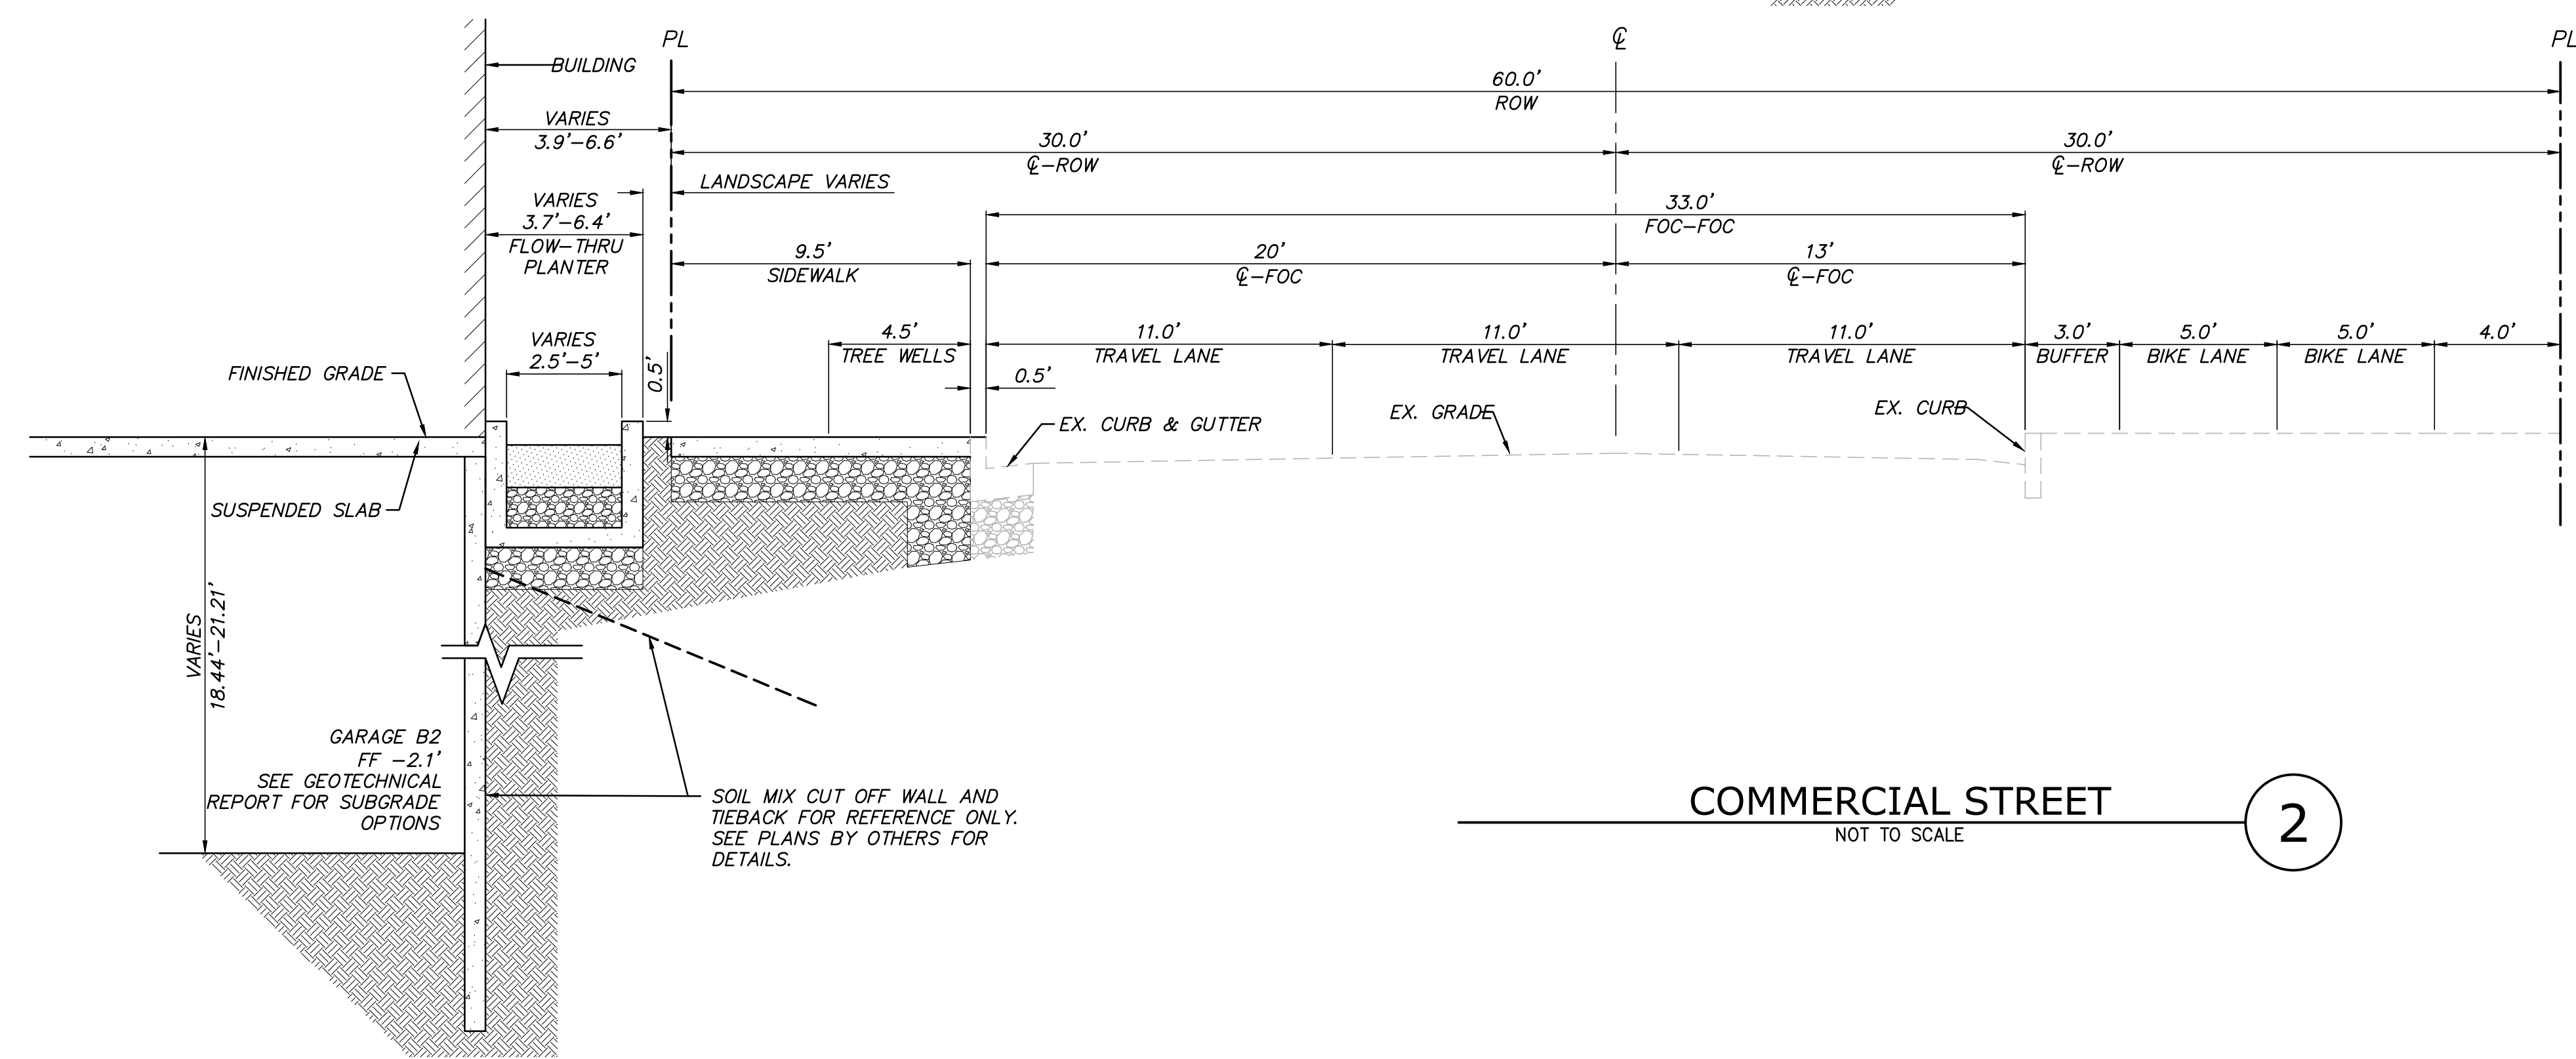 PL
℄
PL
BUILDING
60.0'
ROW
VARIES
3.9'-6.6'
30.0'
℄-ROW
30.0'
℄-ROW
LANDSCAPE VARIES
VARIES
3.7'-6.4'
FLOW-THRU
PLANTER
33.0'
FOC-FOC
9.5'
SIDEWALK
20'
℄-FOC
13'
℄-FOC
VARIES
2.5'-5'
0.5'
4.5'
TREE WELLS
0.5'
11.0'
TRAVEL LANE
11.0'
TRAVEL LANE
11.0'
TRAVEL LANE
3.0'
BUFFER
5.0'
BIKE LANE
5.0'
BIKE LANE
4.0'
FINISHED GRADE
EX. CURB & GUTTER
EX. GRADE
EX. CURB
SUSPENDED SLAB
VARIES
18.44'-21.21'
GARAGE B2
FF -2.1'
SEE GEOTECHNICAL
REPORT FOR SUBGRADE
OPTIONS
SOIL MIX CUT OFF WALL AND
TIEBACK FOR REFERENCE ONLY.
SEE PLANS BY OTHERS FOR
DETAILS.
COMMERCIAL STREET
NOT TO SCALE
2